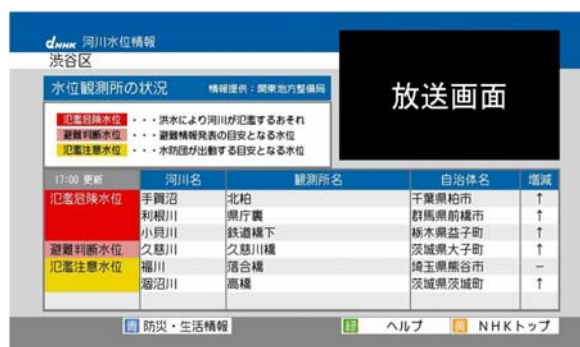 dNHK 河川水位情報
渋谷区
水位観測所の状況 情報提供：関東地方整備局
氾濫危険水位 ・・・洪水により河川が氾濫するおそれ
避難判断水位 ・・・避難情報発表の目安となる水位
氾濫注意水位 ・・・水防団が出動する目安となる水位
放送画面
17:00 更新 河川名 観測所名 自治体名 増減
氾濫危険水位 手賀沼 北柏 千葉県柏市 ↑
利根川 県庁裏 群馬県前橋市 ↑
小貝川 鉄道橋下 栃木県益子町 ↑
避難判断水位 久慈川 久慈川橋 茨城県大子町 ↑
氾濫注意水位 福川 落合橋 埼玉県熊谷市 −
涸沼川 高橋 茨城県茨城町 ↑
青 防災・生活情報 緑 ヘルプ 黄 NHKトップ